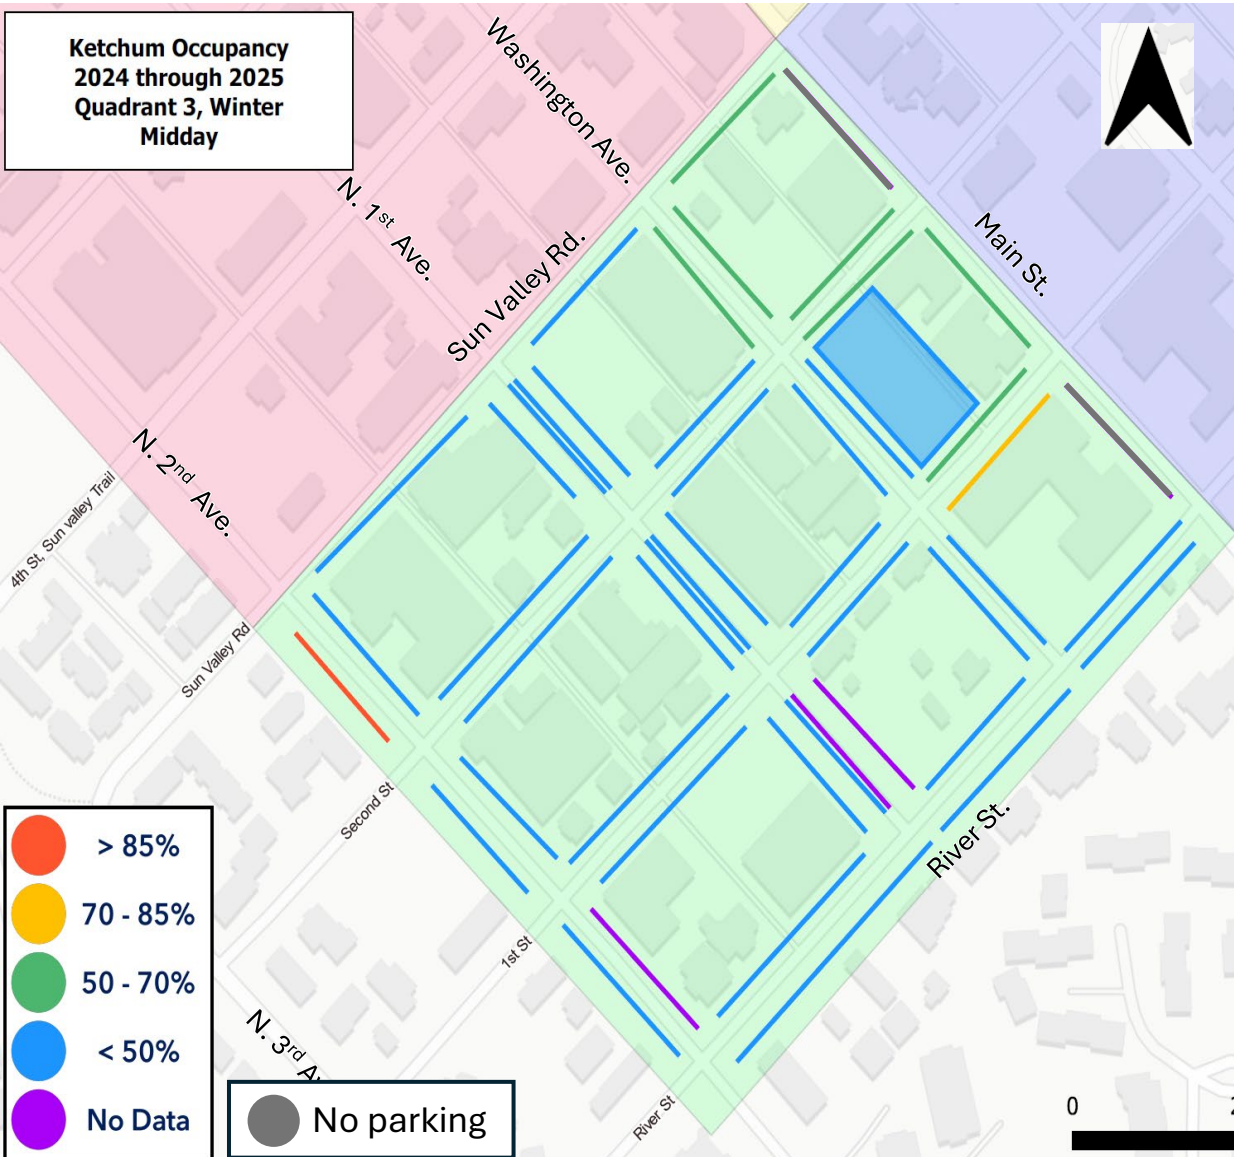 Ketchum Occupancy
2024 through 2025
Quadrant 3, Winter
Midday
Washington Ave.
N. 1st Ave.
Sun Valley Rd.
Main St.
N. 2nd Ave.
4th St, Sun valley Trail
Sun Valley Rd
Second St
1st St
River St.
River St
N. 3rd
> 85%
70 - 85%
50 - 70%
< 50%
No Data
No parking
0